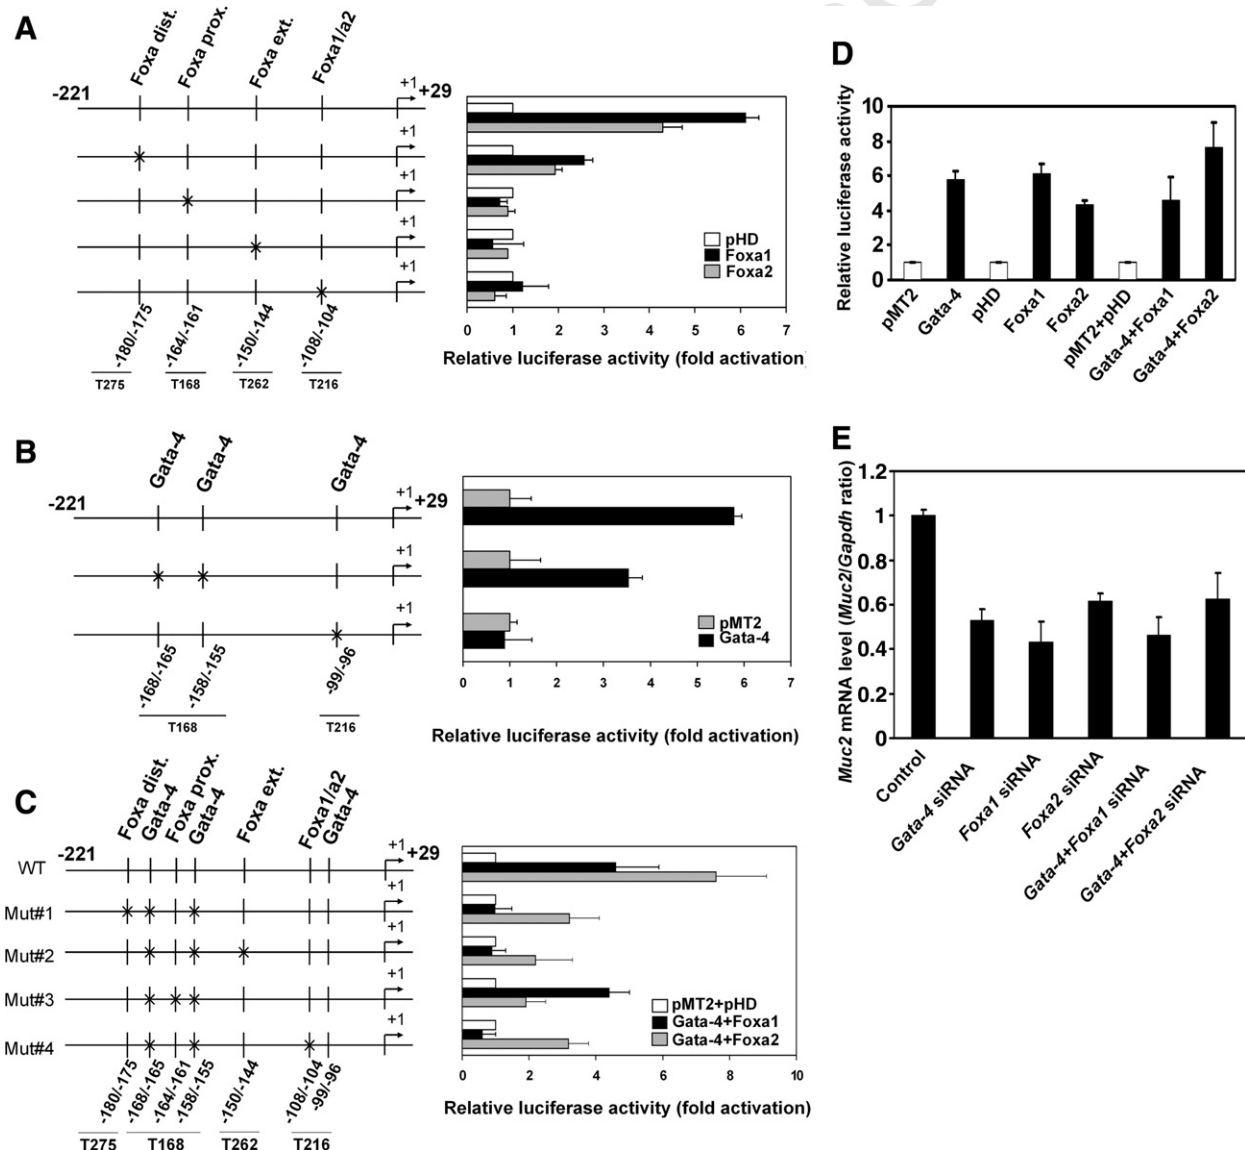 A
Foxa dist.
Foxa prox.
Foxa ext.
Foxa1/a2
-221
+1
+29
+1
+1
+1
+1
-180/-175
-164/-161
-150/-144
-108/-104
T275
T168
T262
T216
pHD
Foxa1
Foxa2
0 1 2 3 4 5 6 7
Relative luciferase activity (fold activation)
B
Gata-4
Gata-4
Gata-4
-221
+1
+29
+1
+1
-168/-165
-158/-155
-99/-96
T168
T216
pMT2
Gata-4
0 1 2 3 4 5 6 7
Relative luciferase activity (fold activation)
C
Foxa dist.
Gata-4
Foxa prox.
Gata-4
Foxa ext.
Foxa1/a2
Gata-4
-221
+1
+29
WT
+1
Mut#1
+1
Mut#2
+1
Mut#3
+1
Mut#4
-180/-175
-168/-165
-164/-161
-158/-155
-150/-144
-108/-104
-99/-96
T275
T168
T262
T216
pMT2+pHD
Gata-4+Foxa1
Gata-4+Foxa2
0 2 4 6 8 10
Relative luciferase activity (fold activation)
D
Relative luciferase activity
10
8
6
4
2
0
pMT2
Gata-4
pHD
Foxa1
Foxa2
pMT2+pHD
Gata-4+Foxa1
Gata-4+Foxa2
E
Muc2 mRNA level (Muc2/Gapdh ratio)
1.2
1
0.8
0.6
0.4
0.2
0
Control
Gata-4 siRNA
Foxa1 siRNA
Foxa2 siRNA
Gata-4+Foxa1 siRNA
Gata-4+Foxa2 siRNA